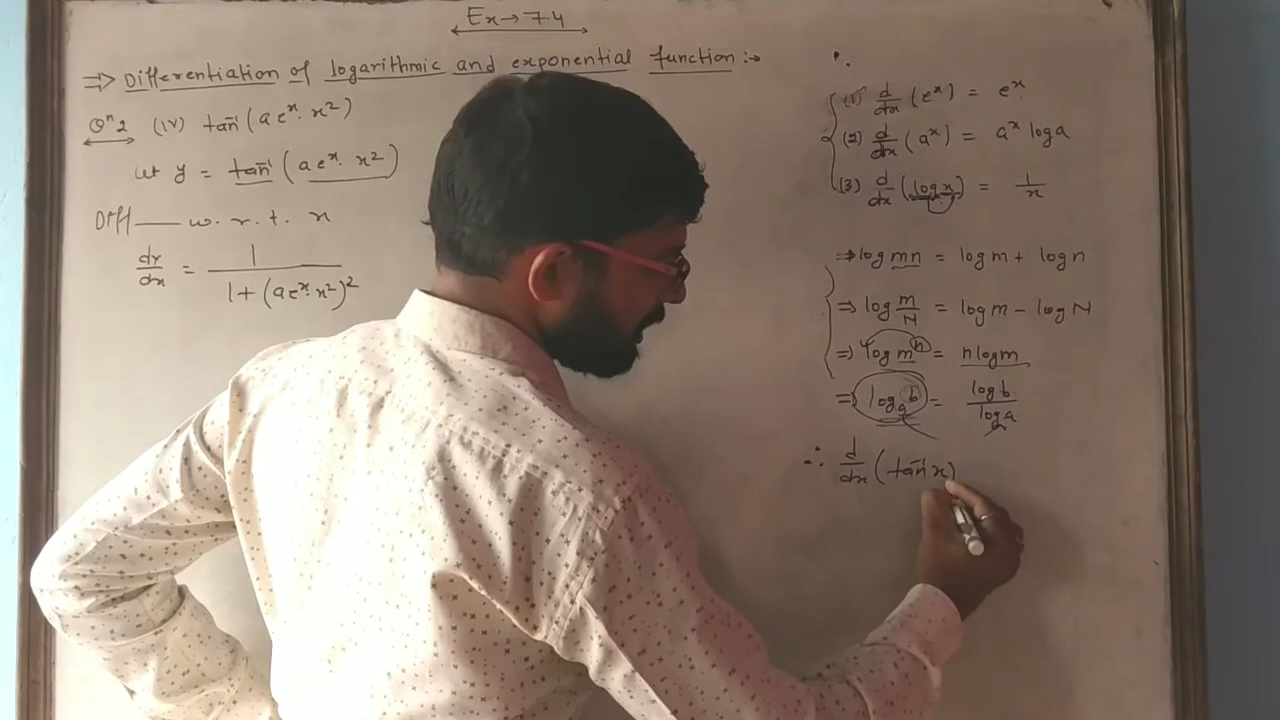 Ex→7.4
⇒ Differentiation of logarithmic and exponential function :→
Qⁿ 2 (iv) tan⁻¹(a eˣ· x²)
Let y = tan⁻¹(a eˣ· x²)
Diff — w. r. t. x
dy/dx = 1/(1 + (a eˣ· x²)²)
(1) d/dx (eˣ) = eˣ
(2) d/dx (aˣ) = aˣ log a
(3) d/dx (log x) = 1/x
⇒ log mn = log m + log n
⇒ log m/N = log m − log N
⇒ log mⁿ = n log m
⇒ logₐ b = log b/log a
∴ d/dx (tan⁻¹ x)